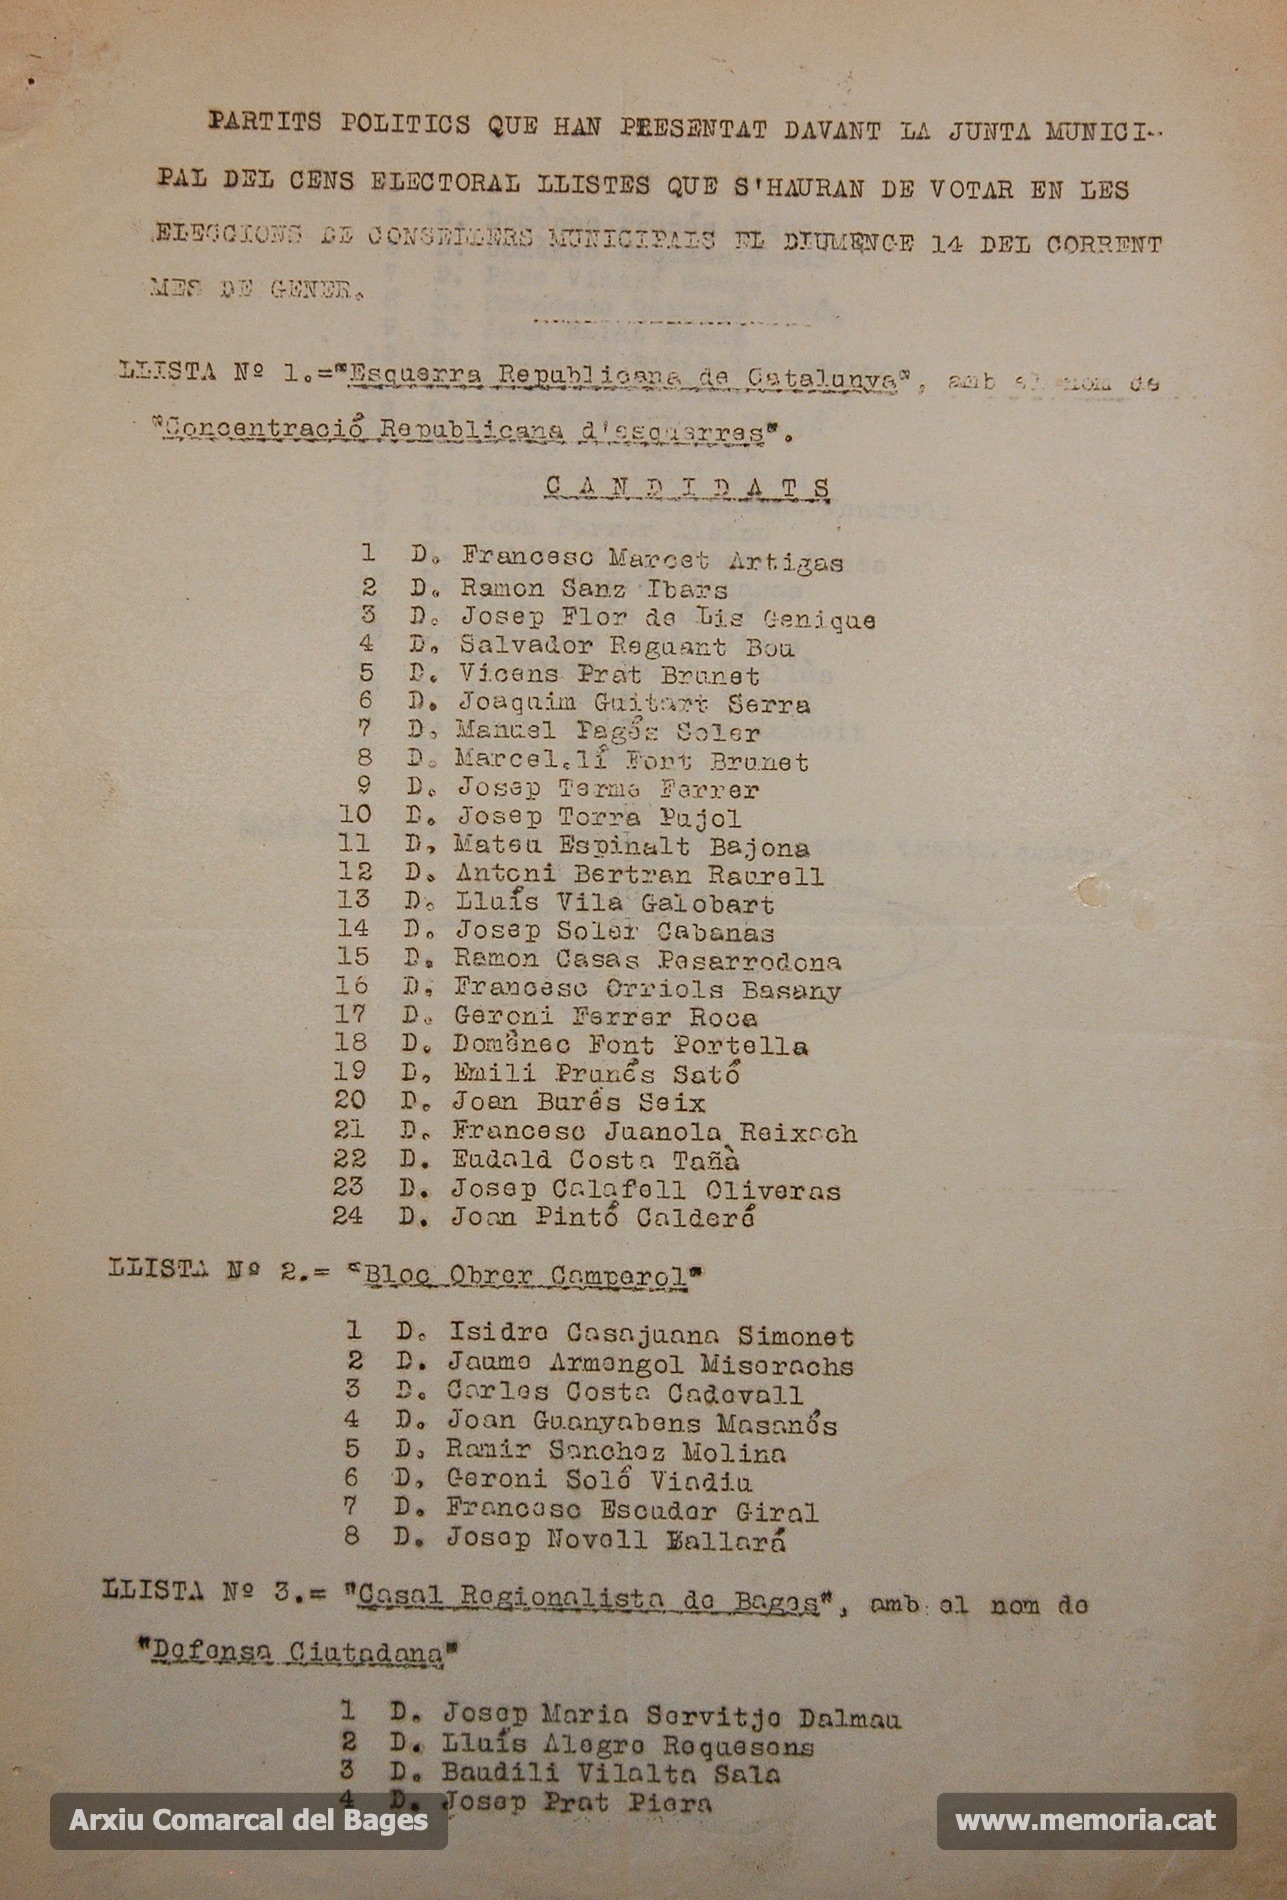 PARTITS POLITICS QUE HAN PRESENTAT DAVANT LA JUNTA MUNICI-
PAL DEL CENS ELECTORAL LLISTES QUE S'HAURAN DE VOTAR EN LES
ELECCIONS DE CONSELLERS MUNICIPALS EL DIUMENGE 14 DEL CORRENT
MES DE GENER.
LLISTA Nº 1.="Esquerra Republicana de Catalunya", amb el nom de
"Concentració Republicana d'esquerres".
C A N D I D A T S
1 D. Francesc Marcet Artigas
2 D. Ramon Sanz Ibars
3 D. Josep Flor de Lis Genique
4 D. Salvador Reguant Bou
5 D. Vicens Prat Brunet
6 D. Joaquim Guitart Serra
7 D. Manuel Pagés Soler
8 D. Marcel.lí Font Brunet
9 D. Josep Terme Ferrer
10 D. Josep Torra Pujol
11 D. Mateu Espinalt Bajona
12 D. Antoni Bertran Raurell
13 D. Lluís Vila Galobart
14 D. Josep Soler Cabanas
15 D. Ramon Casas Pesarrodona
16 D. Francesc Orriols Basany
17 D. Geroni Ferrer Roca
18 D. Domènec Font Portella
19 D. Emili Prunés Sató
20 D. Joan Burés Seix
21 D. Francesc Juanola Reixach
22 D. Eudald Costa Tañà
23 D. Josep Calafell Oliveras
24 D. Joan Pintó Calderó
LLISTA Nº 2.= "Bloc Obrer Camperol"
1 D. Isidre Casajuana Simonet
2 D. Jaume Armengol Miserachs
3 D. Carles Costa Cadevall
4 D. Joan Guanyabens Masanés
5 D. Ramir Sanchez Molina
6 D. Geroni Solé Viadiu
7 D. Francesc Escuder Giral
8 D. Josep Novell Ballará
LLISTA Nº 3.= "Casal Regionalista de Bages", amb el nom de
"Defensa Ciutadana"
1 D. Josep Maria Servitje Dalmau
2 D. Lluís Alegre Requesens
3 D. Baudili Vilalta Sala
4 D. Josep Prat Piera
Arxiu Comarcal del Bages
www.memoria.cat